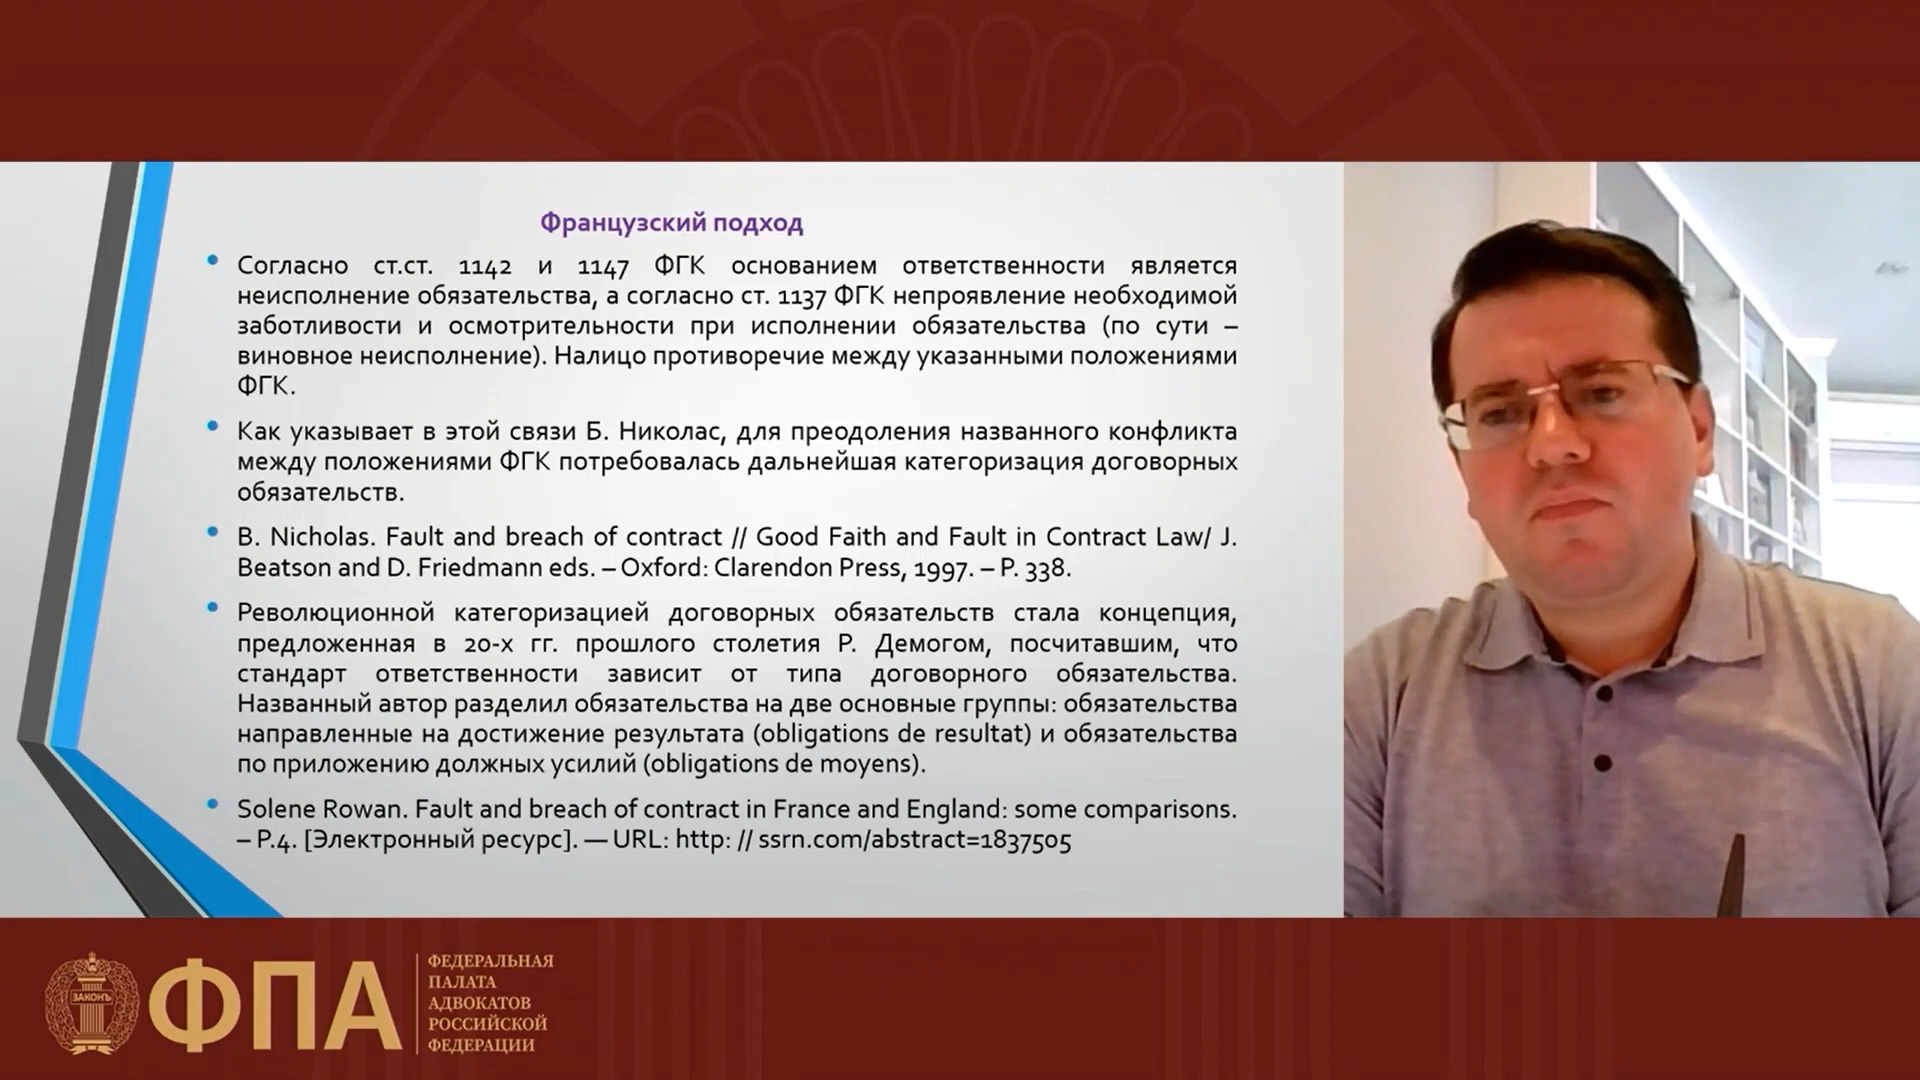 Французский подход
Согласно ст.ст. 1142 и 1147 ФГК основанием ответственности является
неисполнение обязательства, а согласно ст. 1137 ФГК непроявление необходимой
заботливости и осмотрительности при исполнении обязательства (по сути –
виновное неисполнение). Налицо противоречие между указанными положениями
ФГК.
Как указывает в этой связи Б. Николас, для преодоления названного конфликта
между положениями ФГК потребовалась дальнейшая категоризация договорных
обязательств.
B. Nicholas. Fault and breach of contract // Good Faith and Fault in Contract Law/ J.
Beatson and D. Friedmann eds. – Oxford: Clarendon Press, 1997. – P. 338.
Революционной категоризацией договорных обязательств стала концепция,
предложенная в 20-х гг. прошлого столетия Р. Демогом, посчитавшим, что
стандарт ответственности зависит от типа договорного обязательства.
Названный автор разделил обязательства на две основные группы: обязательства
направленные на достижение результата (obligations de resultat) и обязательства
по приложению должных усилий (obligations de moyens).
Solene Rowan. Fault and breach of contract in France and England: some comparisons.
– P.4. [Электронный ресурс]. — URL: http: // ssrn.com/abstract=1837505
ЗАКОНЪ
ФПА
ФЕДЕРАЛЬНАЯ
ПАЛАТА
АДВОКАТОВ
РОССИЙСКОЙ
ФЕДЕРАЦИИ